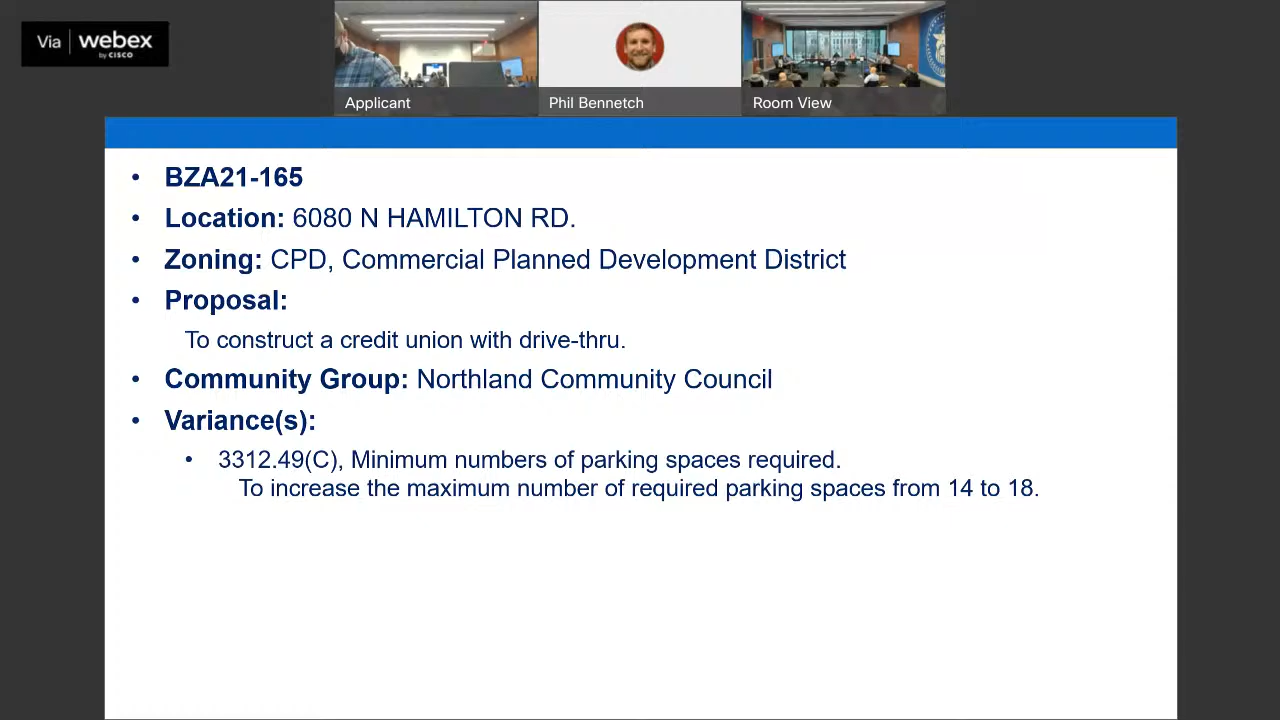 Via webex
by CISCO
Applicant
Phil Bennetch
Room View
• BZA21-165
• Location: 6080 N HAMILTON RD.
• Zoning: CPD, Commercial Planned Development District
• Proposal:
To construct a credit union with drive-thru.
• Community Group: Northland Community Council
• Variance(s):
• 3312.49(C), Minimum numbers of parking spaces required.
To increase the maximum number of required parking spaces from 14 to 18.